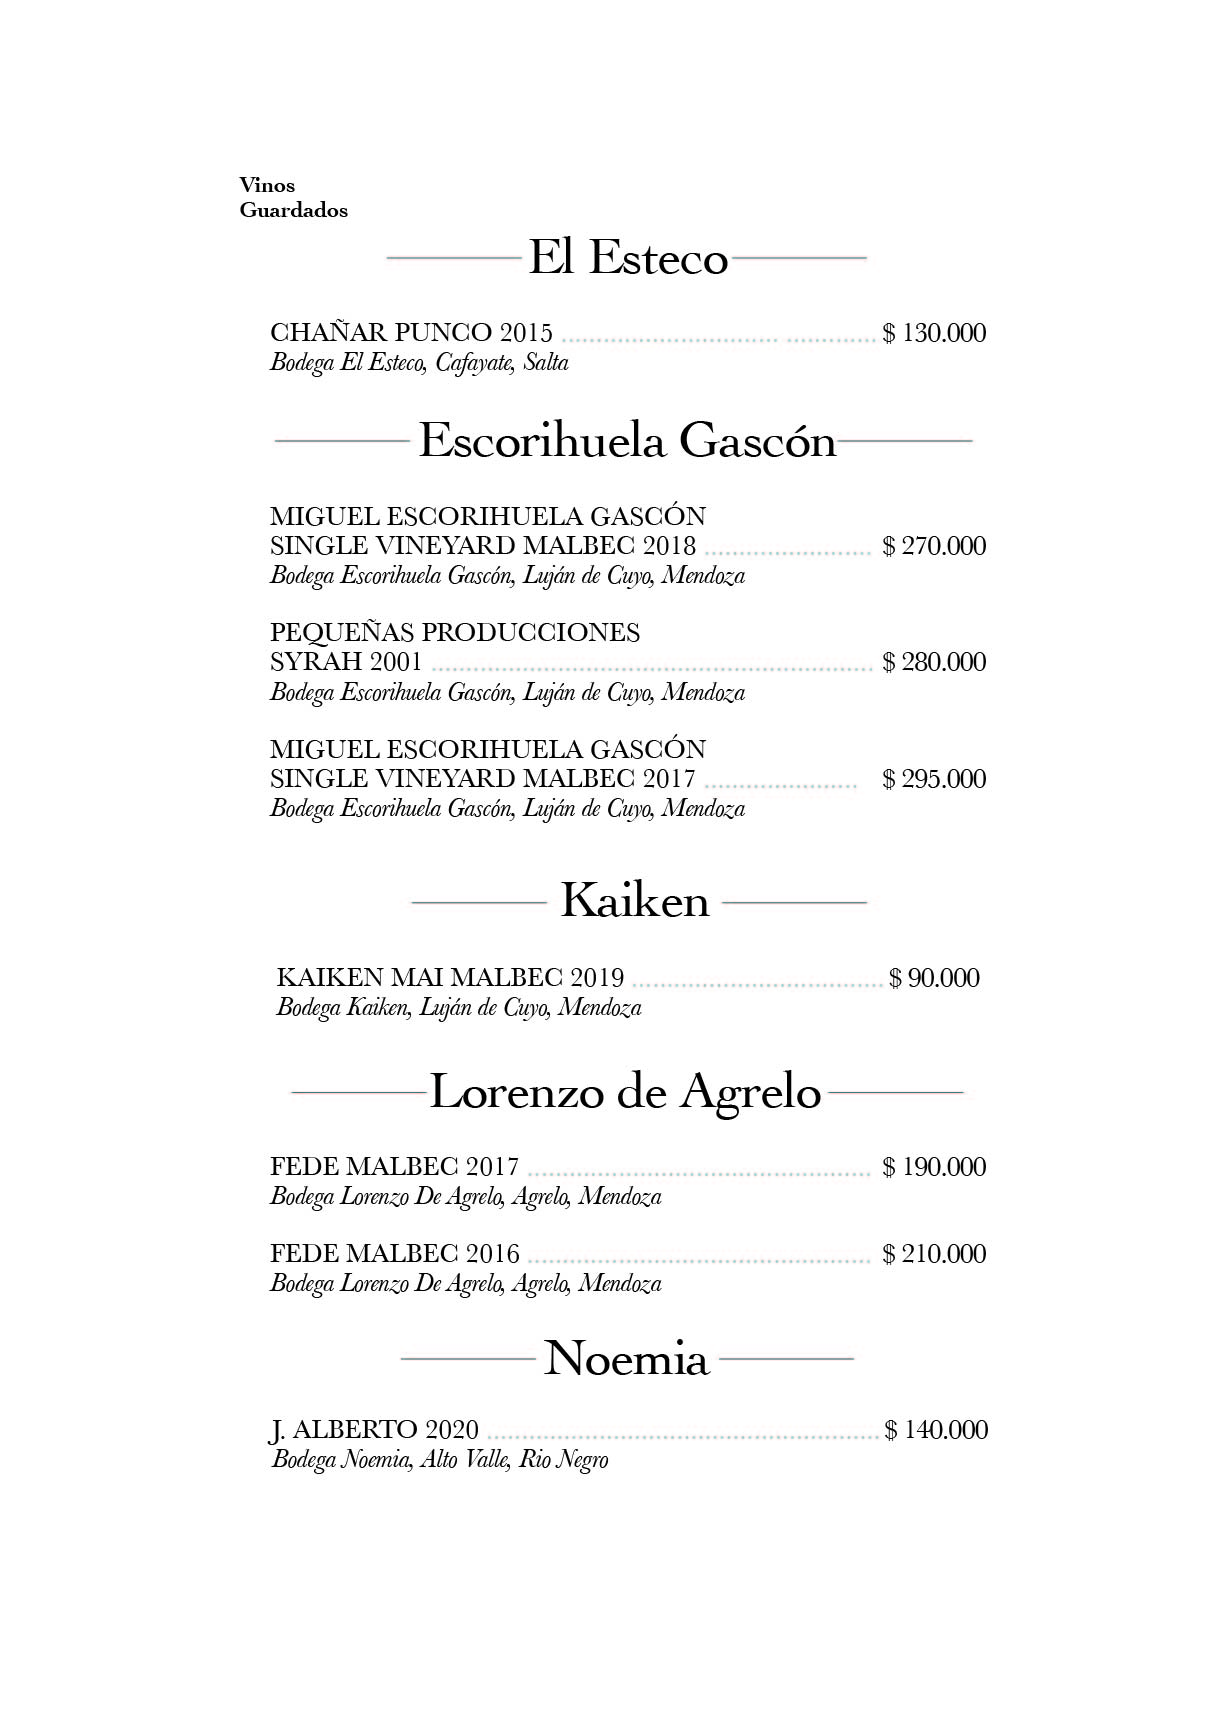 Vinos
Guardados
El Esteco
CHAÑAR PUNCO 2015 $ 130.000
Bodega El Esteco, Cafayate, Salta
Escorihuela Gascón
MIGUEL ESCORIHUELA GASCÓN
SINGLE VINEYARD MALBEC 2018 $ 270.000
Bodega Escorihuela Gascón, Luján de Cuyo, Mendoza
PEQUEÑAS PRODUCCIONES
SYRAH 2001 $ 280.000
Bodega Escorihuela Gascón, Luján de Cuyo, Mendoza
MIGUEL ESCORIHUELA GASCÓN
SINGLE VINEYARD MALBEC 2017 $ 295.000
Bodega Escorihuela Gascón, Luján de Cuyo, Mendoza
Kaiken
KAIKEN MAI MALBEC 2019 $ 90.000
Bodega Kaiken, Luján de Cuyo, Mendoza
Lorenzo de Agrelo
FEDE MALBEC 2017 $ 190.000
Bodega Lorenzo De Agrelo, Agrelo, Mendoza
FEDE MALBEC 2016 $ 210.000
Bodega Lorenzo De Agrelo, Agrelo, Mendoza
Noemia
J. ALBERTO 2020 $ 140.000
Bodega Noemia, Alto Valle, Rio Negro